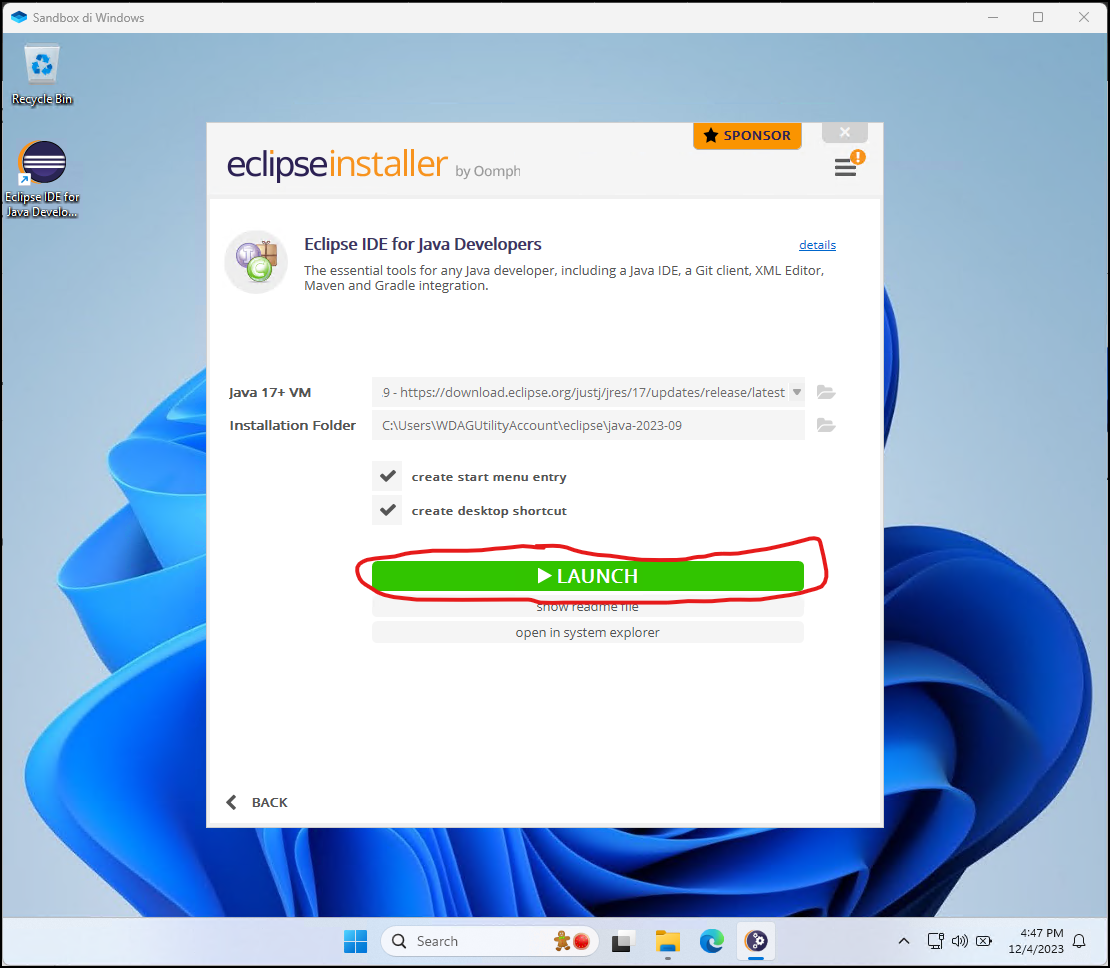 Sandbox di Windows
Recycle Bin
Eclipse IDE for
Java Develo...
SPONSOR
eclipse installer by Oomph
Eclipse IDE for Java Developers
details
The essential tools for any Java developer, including a Java IDE, a Git client, XML Editor,
Maven and Gradle integration.
Java 17+ VM
.9 - https://download.eclipse.org/justj/jres/17/updates/release/latest
Installation Folder
C:\Users\WDAGUtilityAccount\eclipse\java-2023-09
create start menu entry
create desktop shortcut
LAUNCH
show readme file
open in system explorer
BACK
Search
4:47 PM
12/4/2023